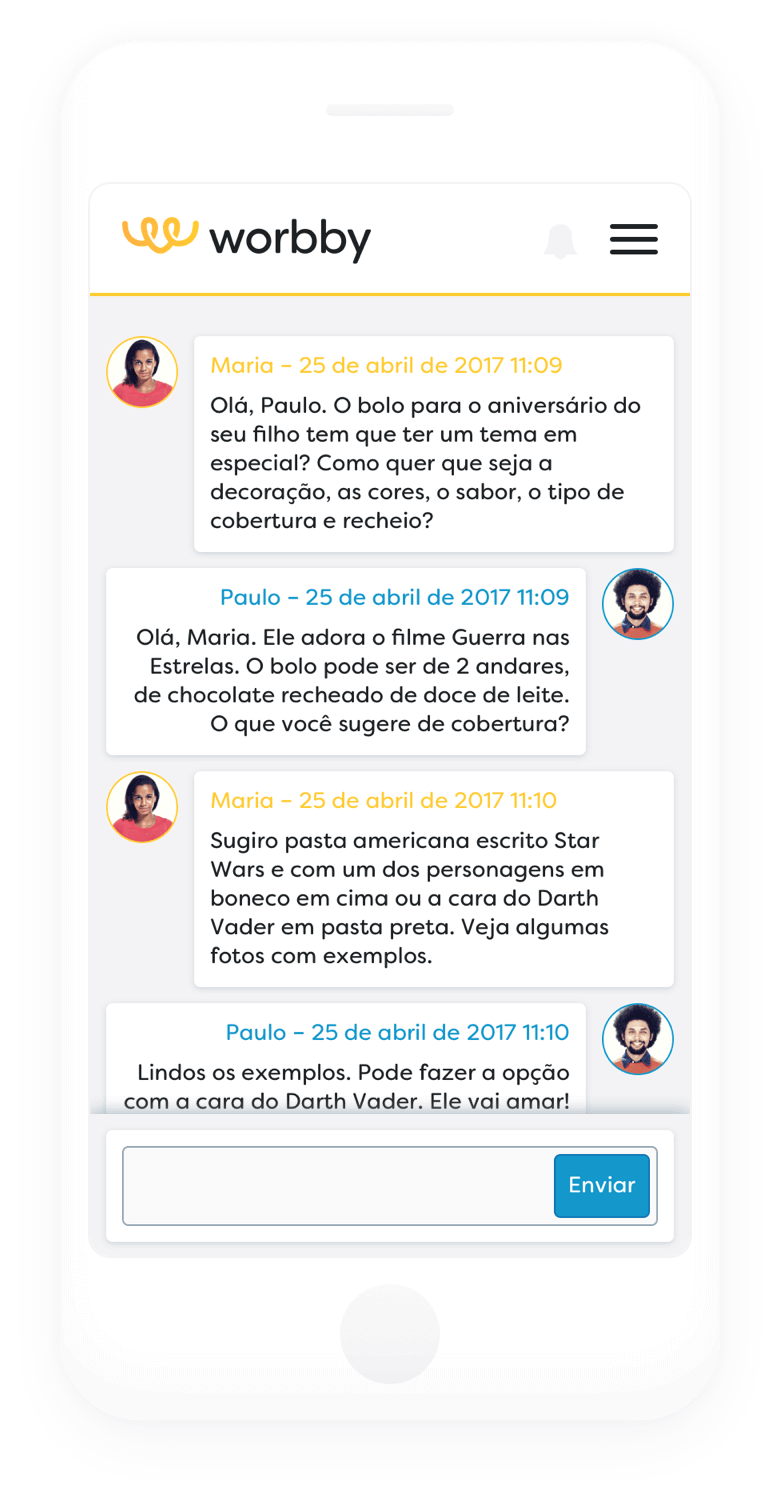 worbby
Maria – 25 de abril de 2017 11:09
Olá, Paulo. O bolo para o aniversário do
seu filho tem que ter um tema em
especial? Como quer que seja a
decoração, as cores, o sabor, o tipo de
cobertura e recheio?
Paulo – 25 de abril de 2017 11:09
Olá, Maria. Ele adora o filme Guerra nas
Estrelas. O bolo pode ser de 2 andares,
de chocolate recheado de doce de leite.
O que você sugere de cobertura?
Maria – 25 de abril de 2017 11:10
Sugiro pasta americana escrito Star
Wars e com um dos personagens em
boneco em cima ou a cara do Darth
Vader em pasta preta. Veja algumas
fotos com exemplos.
Paulo – 25 de abril de 2017 11:10
Lindos os exemplos. Pode fazer a opção
com a cara do Darth Vader. Ele vai amar!
Enviar